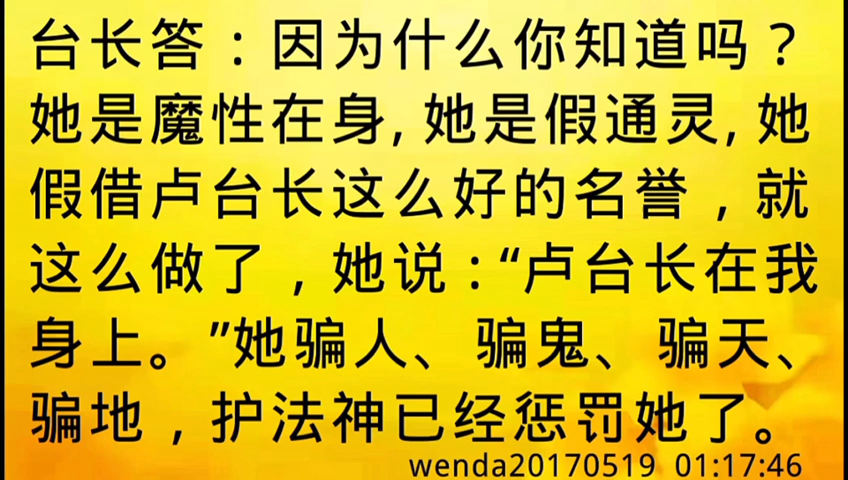 台长答：因为什么你知道吗？
她是魔性在身,她是假通灵,她
假借卢台长这么好的名誉，就
这么做了，她说：“卢台长在我
身上。”她骗人、骗鬼、骗天、
骗地，护法神已经惩罚她了。
wenda20170519 01:17:46